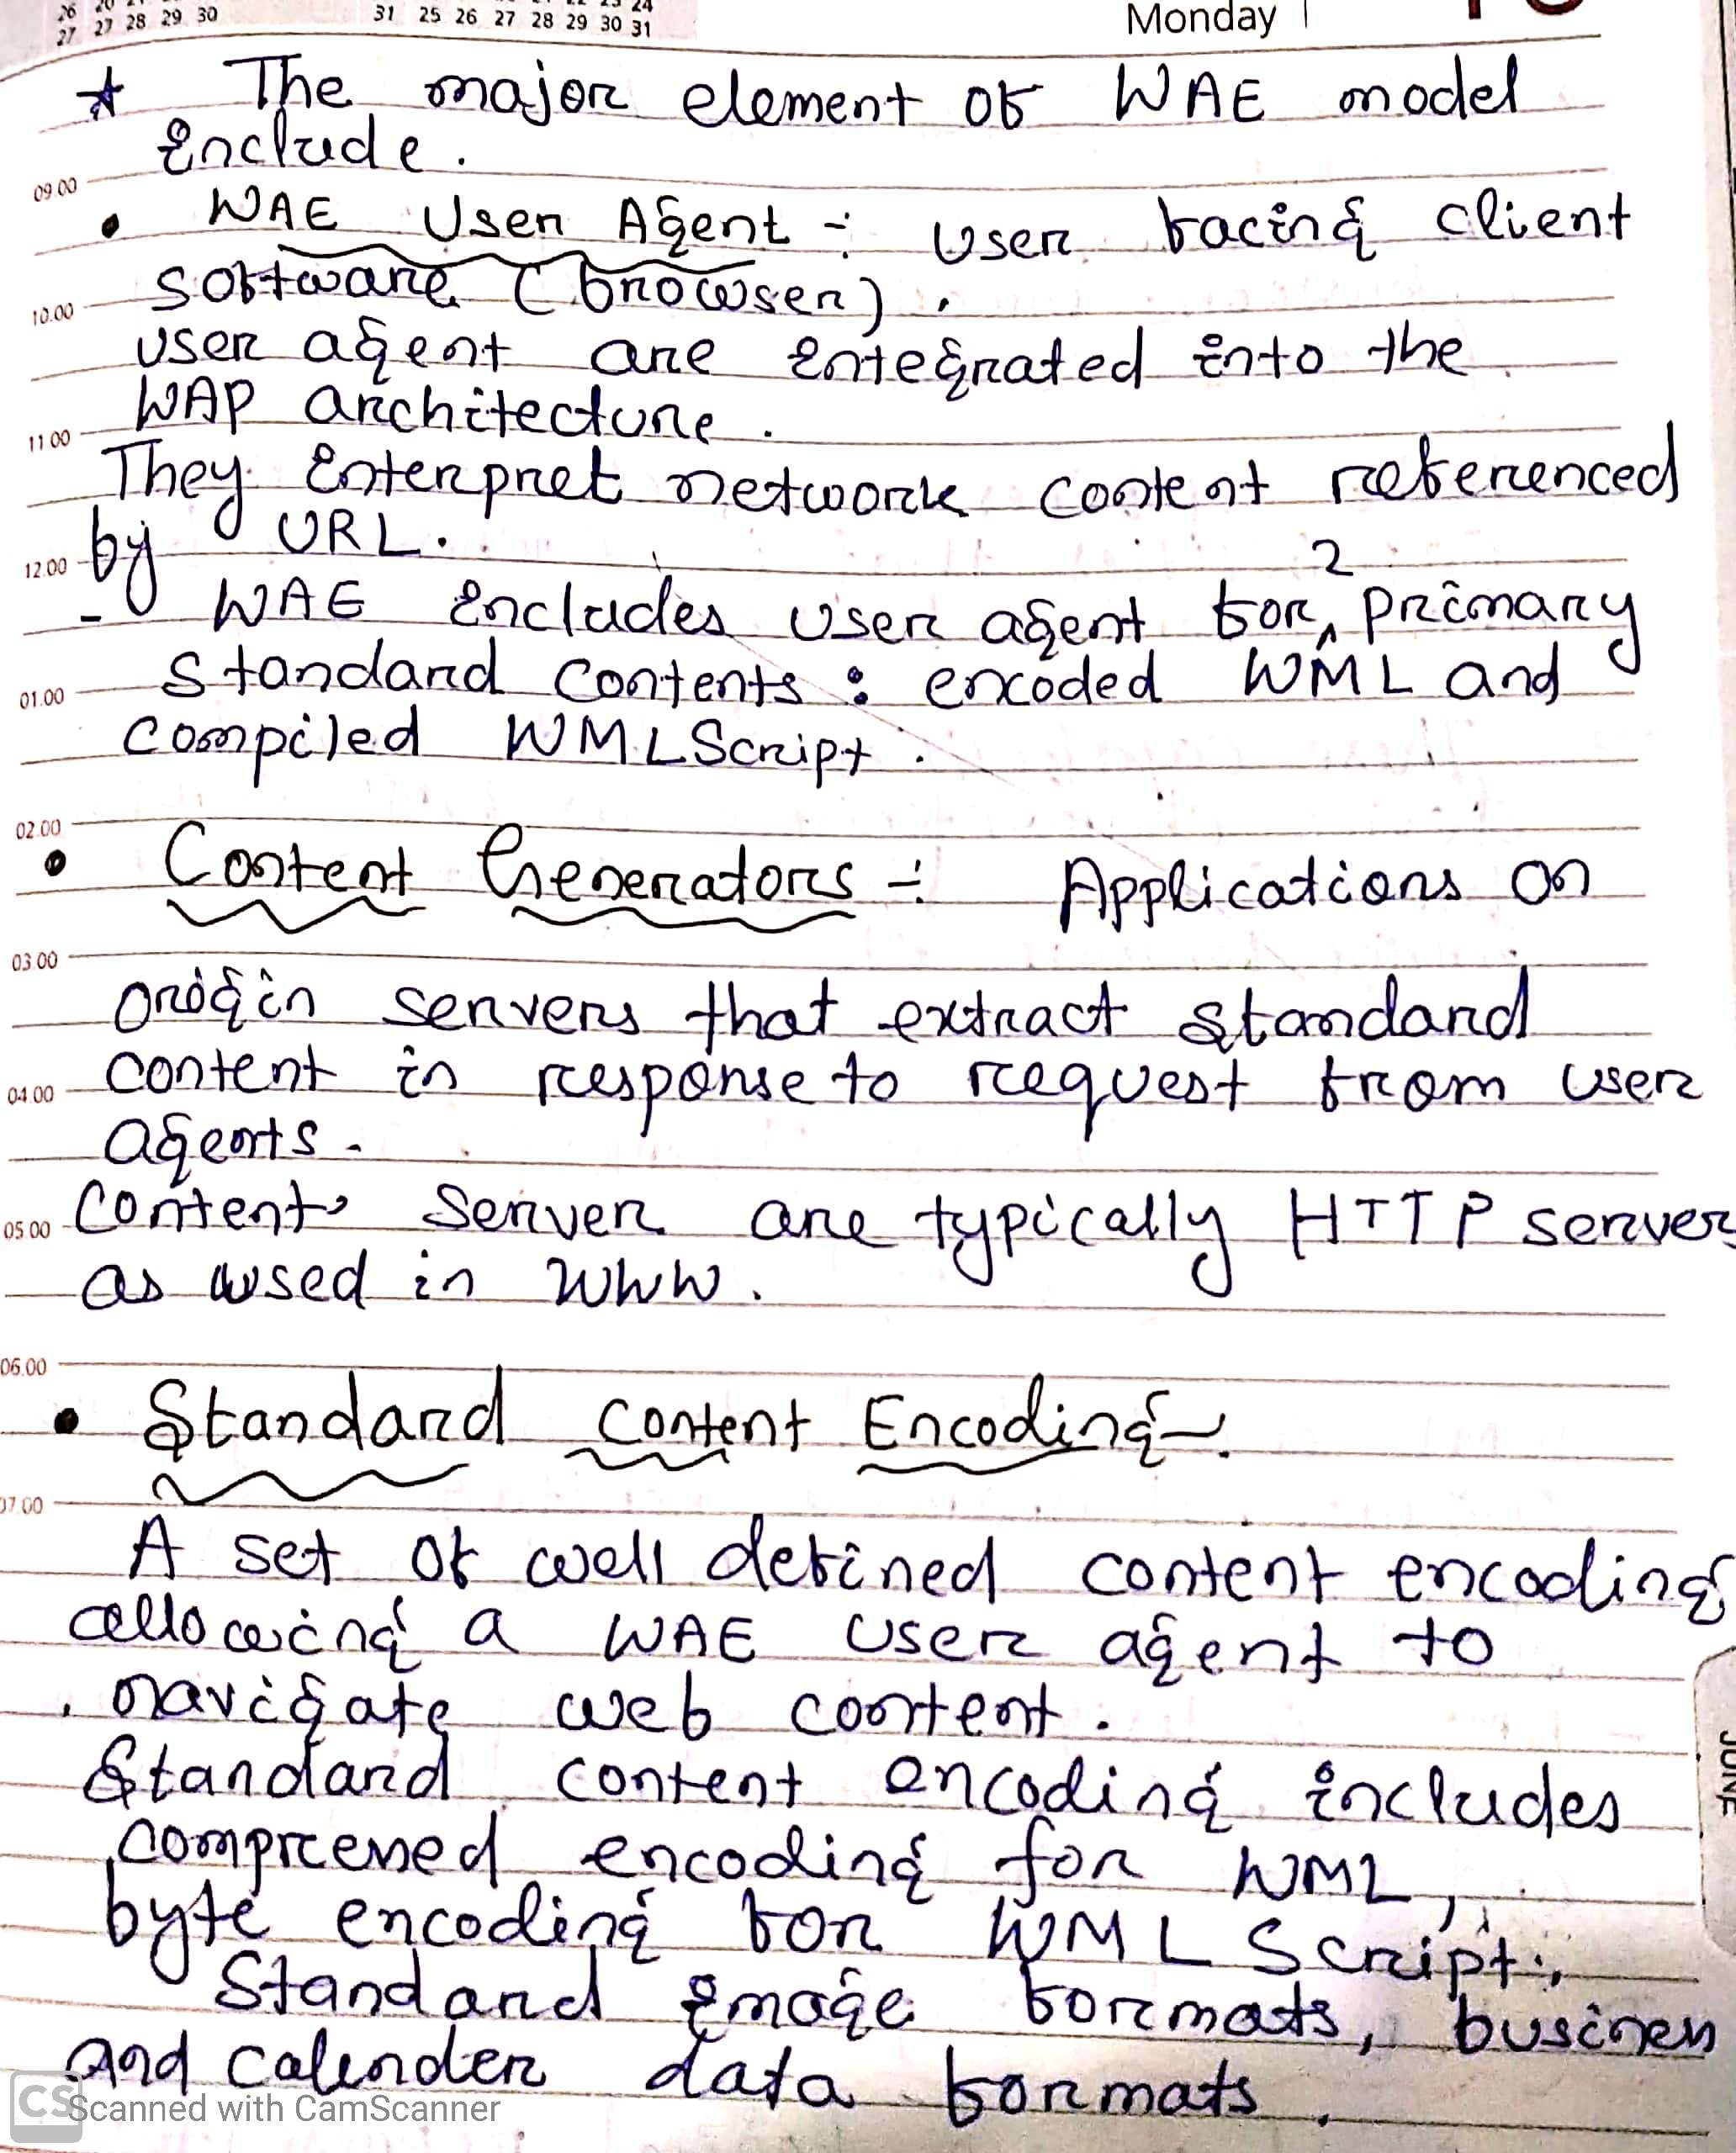 27 28 29 30
31 25 26 27 28 29 30 31
Monday
* The major element of WAE model
include.
09.00
• WAE User Agent :- User facing client
software (browser).
10.00
user agent are integrated into the
WAP architecture.
11.00
They interpret network content referenced
by URL.
12.00
- WAE includes user agent for 2 primary
standard contents : encoded WML and
01.00
compiled WMLScript.
02.00
• Content Generators :- Applications on
03.00
origin servers that extract standard
content in response to request from user
04.00
agents.
Content server are typically HTTP server
05.00
as used in WWW.
06.00
• Standard Content Encoding :-
07.00
A set of well defined content encoding
allowing a WAE user agent to
navigate web content.
Standard content encoding includes
compressed encoding for WML,
byte encoding for WMLScript,
Standard image formats, business
and calender data formats.
JUNE
CS Scanned with CamScanner